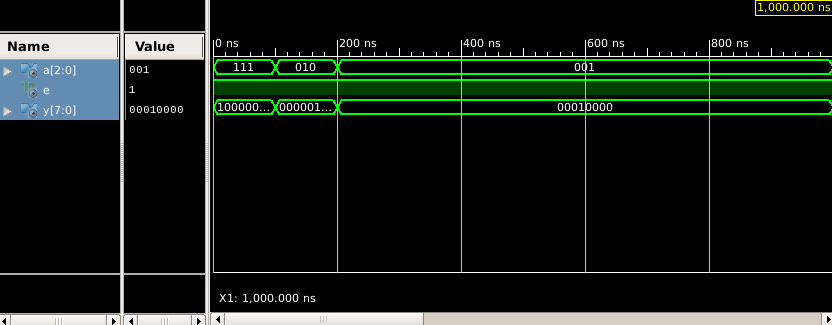 1,000.000 ns
Name
Value
0 ns
200 ns
400 ns
600 ns
800 ns
a[2:0]
001
111
010
001
e
1
y[7:0]
00010000
100000...
000001...
00010000
X1: 1,000.000 ns